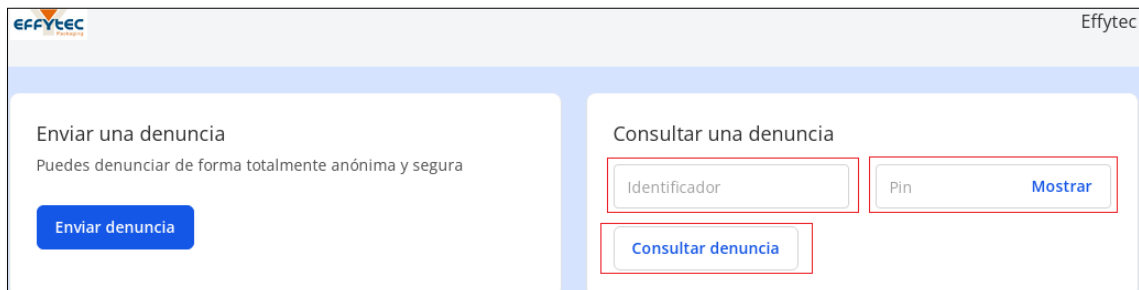 EFFYTEC
Packaging
Effytec
Enviar una denuncia
Puedes denunciar de forma totalmente anónima y segura
Enviar denuncia
Consultar una denuncia
Identificador
Pin
Mostrar
Consultar denuncia